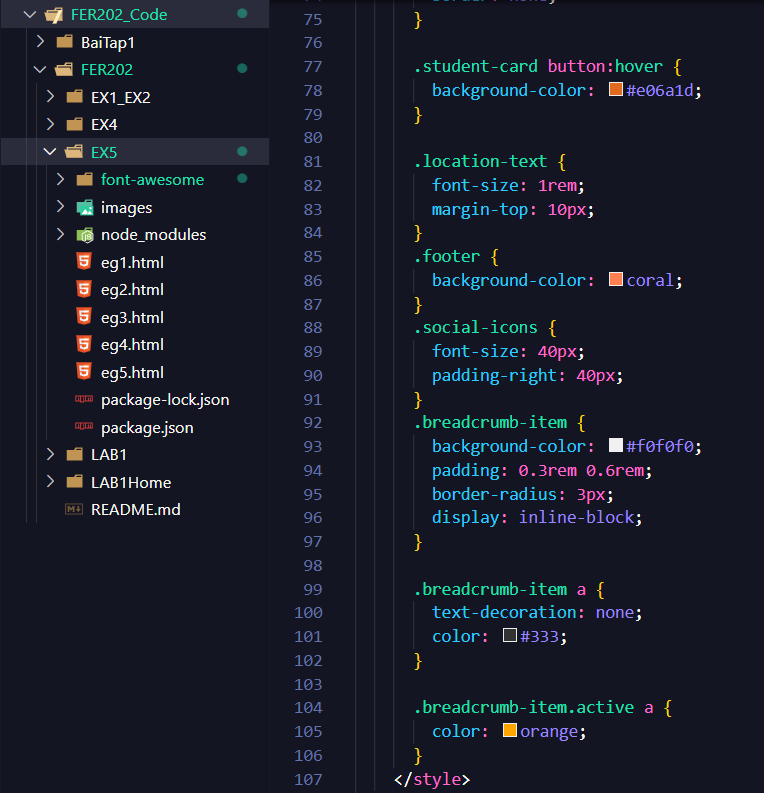 FER202_Code
BaiTap1
FER202
EX1_EX2
EX4
EX5
font-awesome
images
node_modules
eg1.html
eg2.html
eg3.html
eg4.html
eg5.html
package-lock.json
package.json
LAB1
LAB1Home
README.md
75 }
76
77 .student-card button:hover {
78 background-color: #e06a1d;
79 }
80
81 .location-text {
82 font-size: 1rem;
83 margin-top: 10px;
84 }
85 .footer {
86 background-color: coral;
87 }
88 .social-icons {
89 font-size: 40px;
90 padding-right: 40px;
91 }
92 .breadcrumb-item {
93 background-color: #f0f0f0;
94 padding: 0.3rem 0.6rem;
95 border-radius: 3px;
96 display: inline-block;
97 }
98
99 .breadcrumb-item a {
100 text-decoration: none;
101 color: #333;
102 }
103
104 .breadcrumb-item.active a {
105 color: orange;
106 }
107 </style>